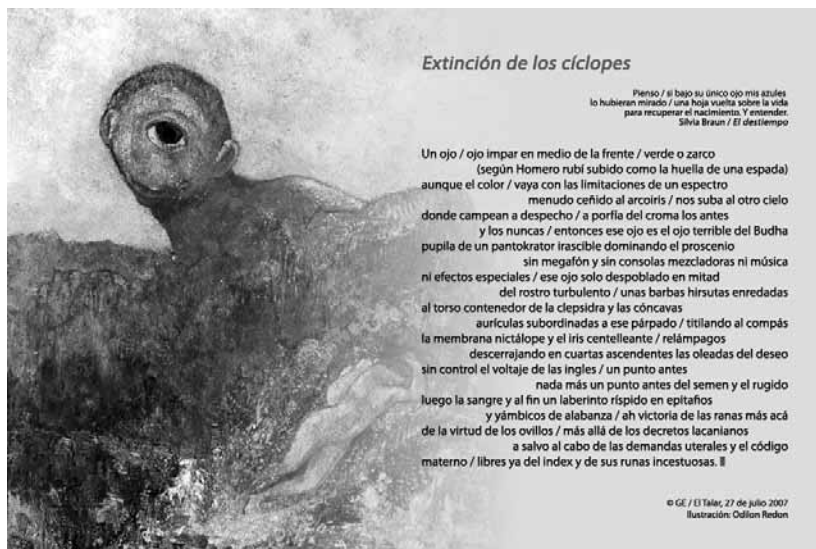 Extinción de los cíclopes
Pienso / si bajo su único ojo mis azules
lo hubieran mirado / una hoja vuelta sobre la vida
para recuperar el nacimiento. Y entender.
Silvia Braun / El destiempo
Un ojo / ojo impar en medio de la frente / verde o zarco
(según Homero rubí subido como la huella de una espada)
aunque el color / vaya con las limitaciones de un espectro
menudo ceñido al arcoiris / nos suba al otro cielo
donde campean a despecho / a porfía del croma los antes
y los nuncas / entonces ese ojo es el ojo terrible del Budha
pupila de un pantokrator irascible dominando el proscenio
sin megafón y sin consolas mezcladoras ni música
ni efectos especiales / ese ojo solo despoblado en mitad
del rostro turbulento / unas barbas hirsutas enredadas
al torso contenedor de la clepsidra y las cóncavas
aurículas subordinadas a ese párpado / titilando al compás
la membrana nictálope y el iris centelleante / relámpagos
descerrajando en cuartas ascendentes las oleadas del deseo
sin control el voltaje de las ingles / un punto antes
nada más un punto antes del semen y el rugido
luego la sangre y al fin un laberinto ríspido en epitafios
y yámbicos de alabanza / ah victoria de las ranas más acá
de la virtud de los ovillos / más allá de los decretos lacanianos
a salvo al cabo de las demandas uterales y el código
materno / libres ya del index y de sus runas incestuosas.
© GE / El Talar, 27 de julio 2007
Ilustración: Odilon Redon